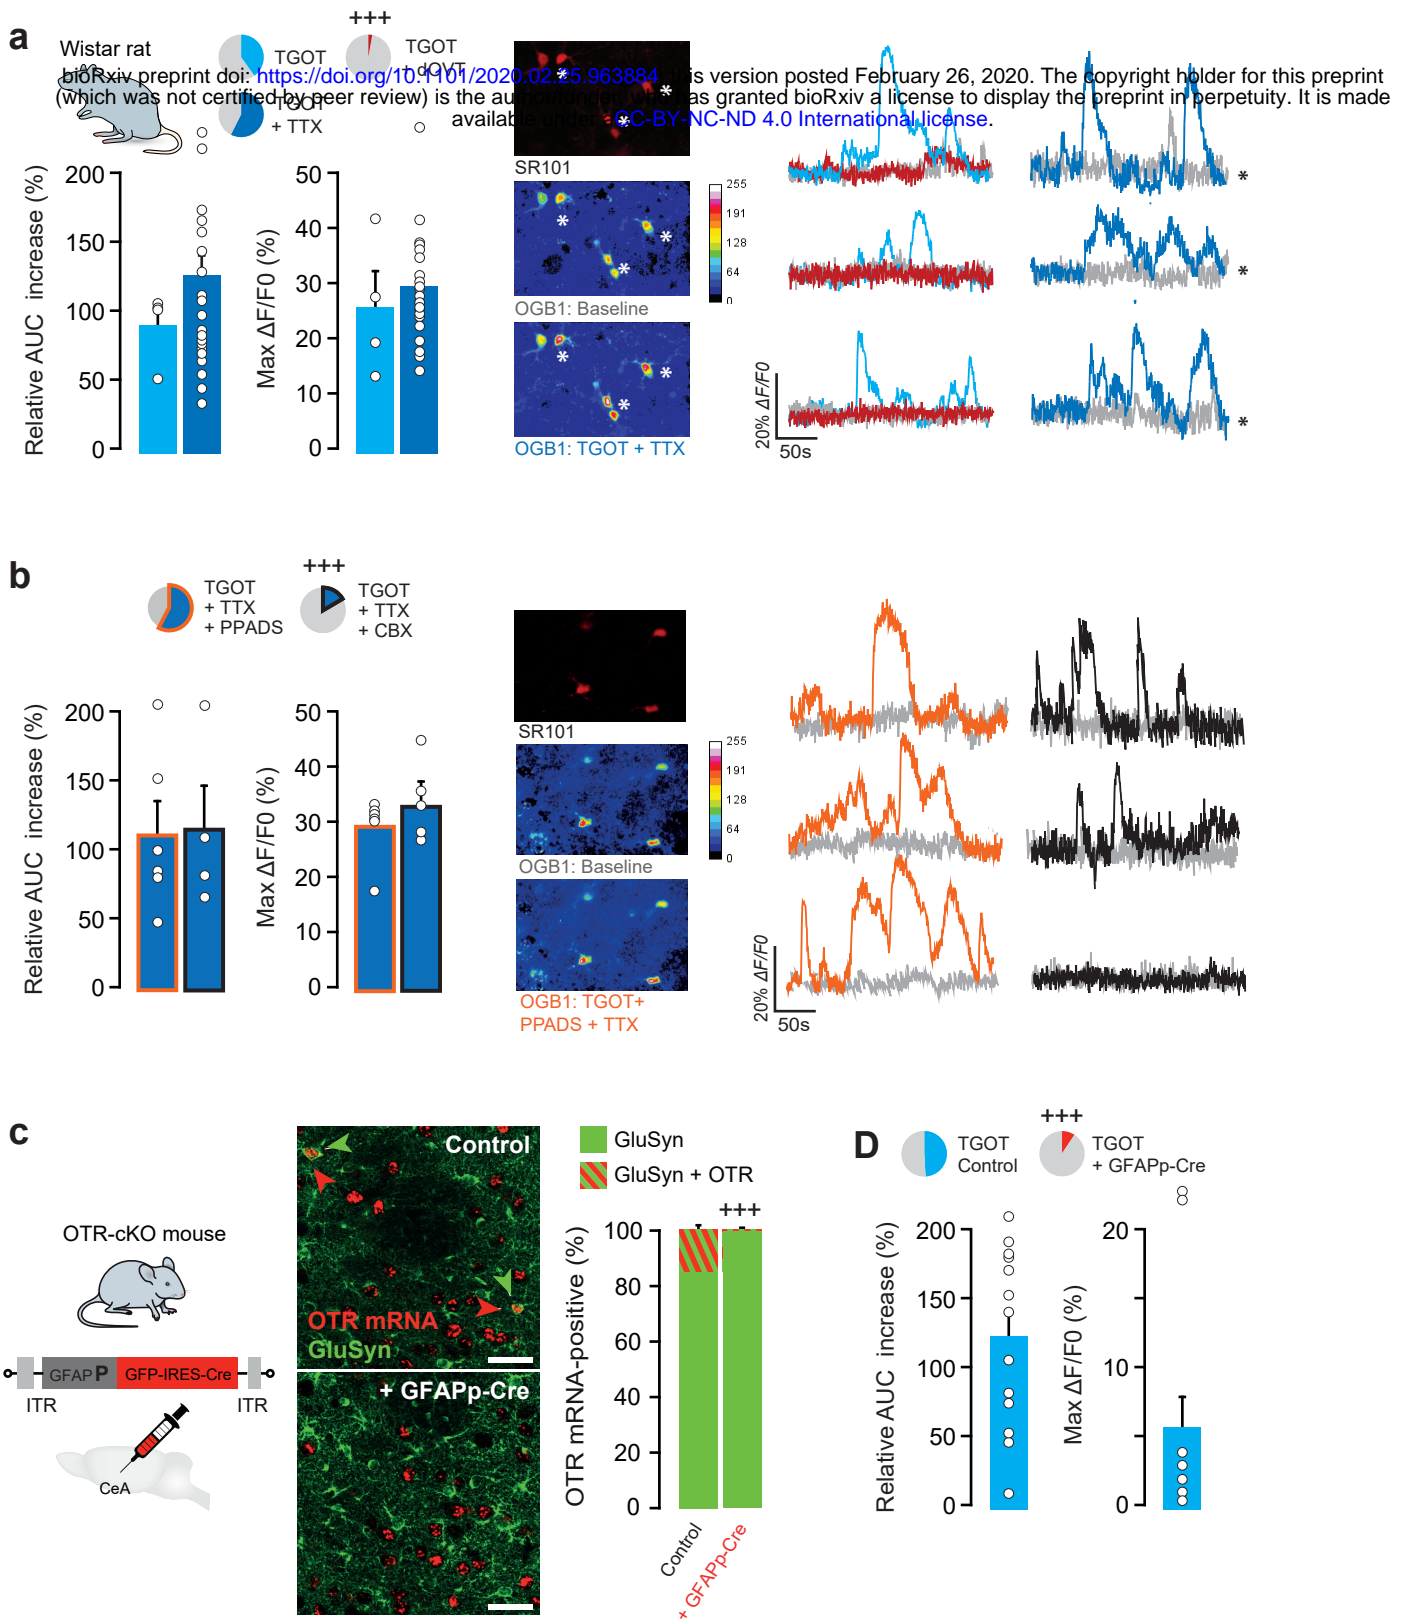 a
Wistar rat
TGOT
+++
TGOT
+ dOVT
TGOT
+ TTX
bioRxiv preprint doi: https://doi.org/10.1101/2020.02.25.963884. This version posted February 26, 2020. The copyright holder for this preprint
(which was not certified by peer review) is the author/funder, who has granted bioRxiv a license to display the preprint in perpetuity. It is made
available under a CC-BY-NC-ND 4.0 International license.
Relative AUC increase (%)
200
150
100
50
0
Max ΔF/F0 (%)
50
40
30
20
10
0
*
*
SR101
*
*
*
OGB1: Baseline
*
*
*
OGB1: TGOT + TTX
255
191
128
64
0
20% ΔF/F0
50s
*
*
*
b
TGOT
+ TTX
+ PPADS
+++
TGOT
+ TTX
+ CBX
Relative AUC increase (%)
200
150
100
50
0
Max ΔF/F0 (%)
50
40
30
20
10
0
SR101
OGB1: Baseline
OGB1: TGOT+
PPADS + TTX
255
191
128
64
0
20% ΔF/F0
50s
c
OTR-cKO mouse
GFAP P
GFP-IRES-Cre
ITR
ITR
CeA
Control
OTR mRNA
GluSyn
+ GFAPp-Cre
GluSyn
GluSyn + OTR
+++
OTR mRNA-positive (%)
100
80
60
40
20
0
Control
+ GFAPp-Cre
D
TGOT
Control
+++
TGOT
+ GFAPp-Cre
Relative AUC increase (%)
200
150
100
50
0
Max ΔF/F0 (%)
20
10
0